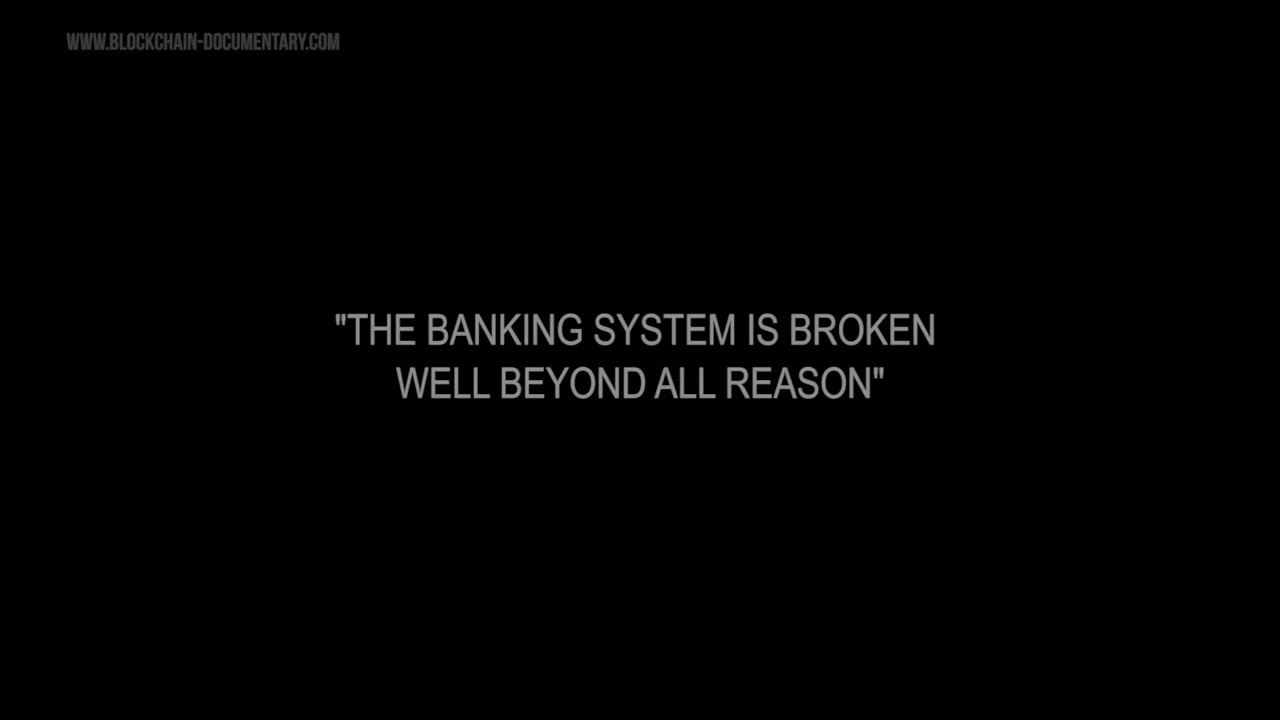 WWW.BLOCKCHAIN-DOCUMENTARY.COM
"THE BANKING SYSTEM IS BROKEN
WELL BEYOND ALL REASON"